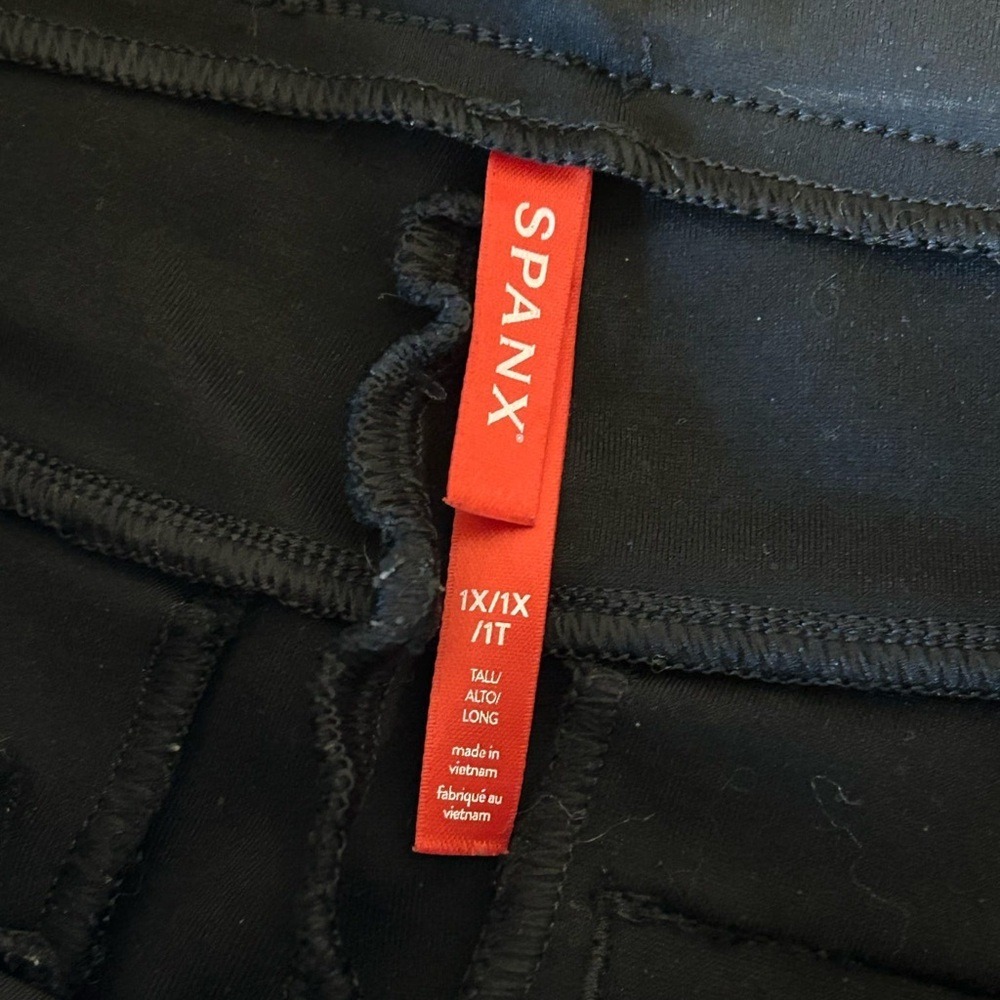 SPANX®
1X/1X
/1T
TALL/
ALTO/
LONG
made in
vietnam
fabriqué au
vietnam